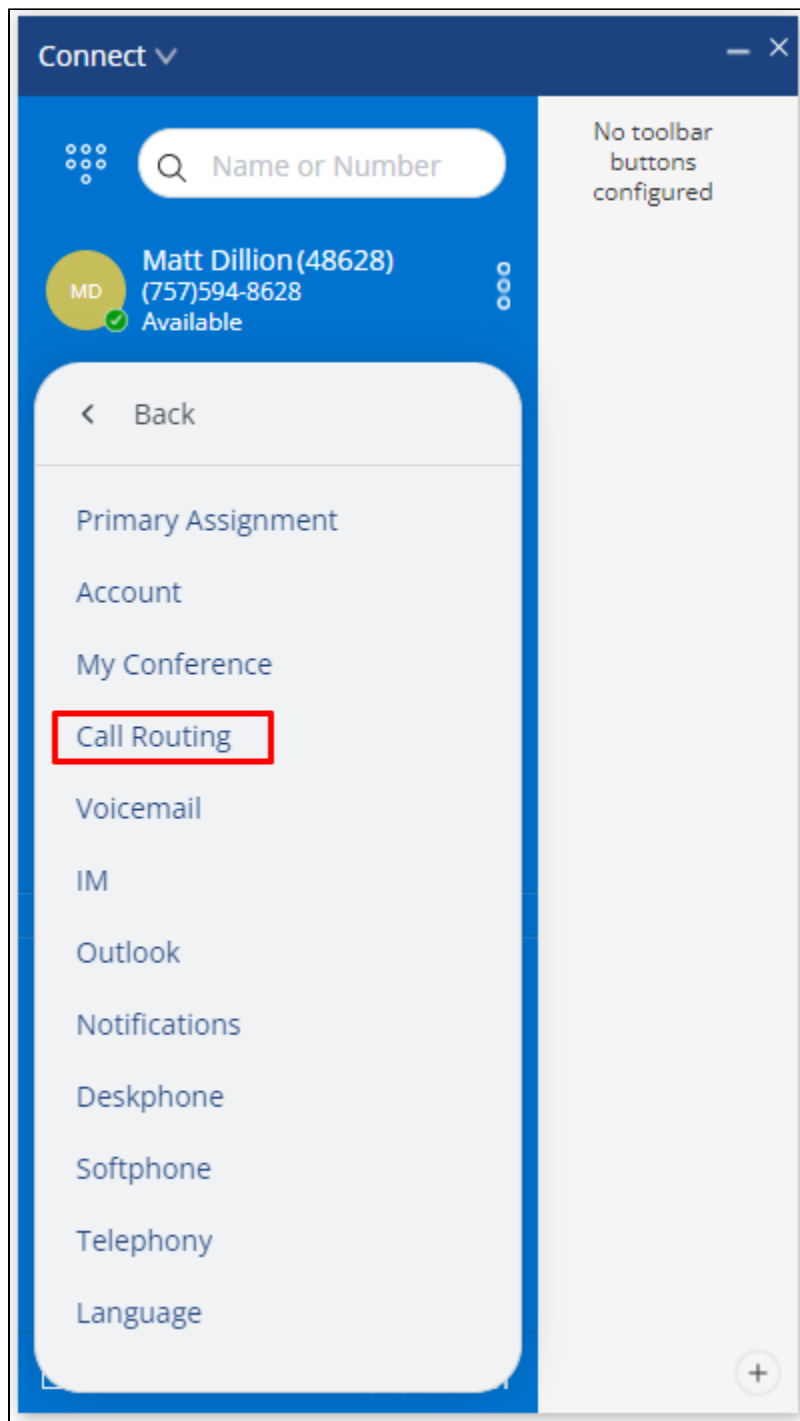 Connect
Name or Number
No toolbar
buttons
configured
MD
Matt Dillion (48628)
(757)594-8628
Available
Back
Primary Assignment
Account
My Conference
Call Routing
Voicemail
IM
Outlook
Notifications
Deskphone
Softphone
Telephony
Language